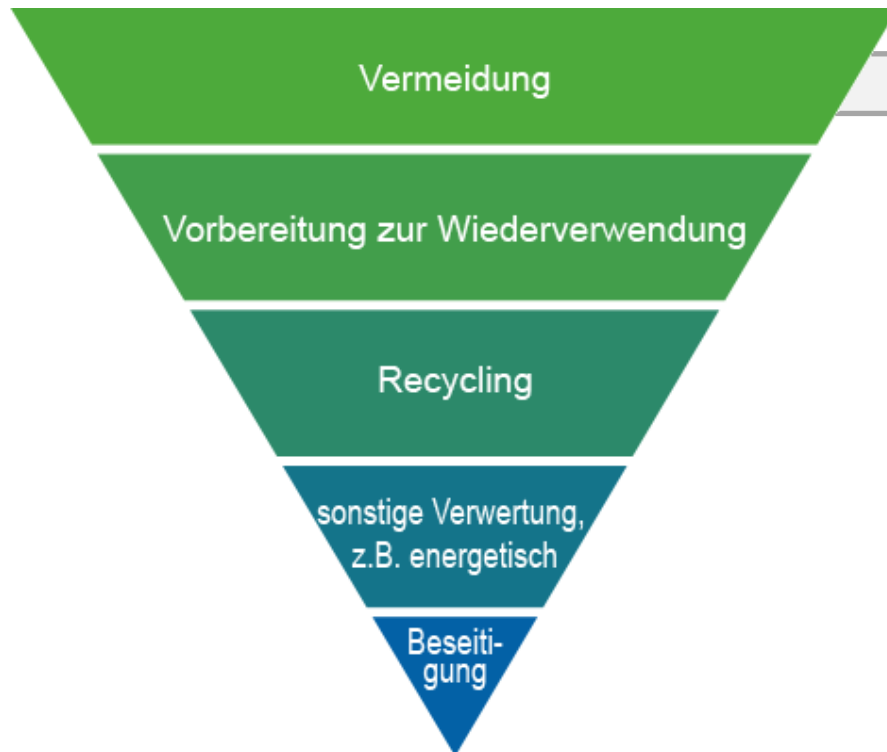 Vermeidung
Vorbereitung zur Wiederverwendung
Recycling
sonstige Verwertung,
z.B. energetisch
Beseiti-
gung